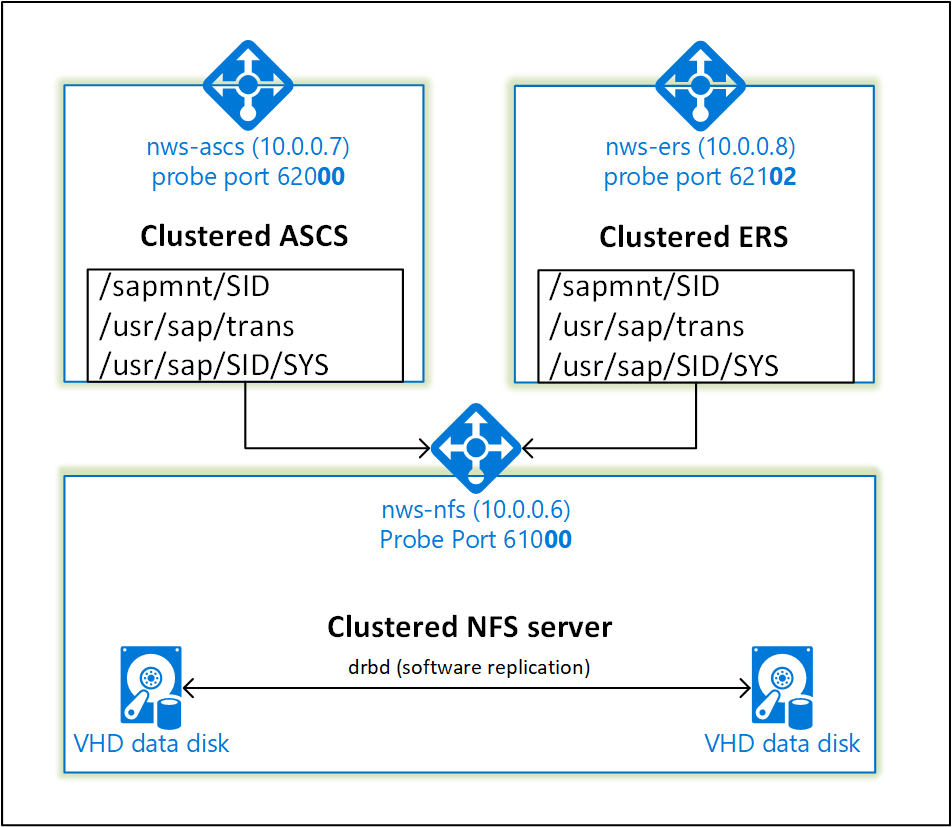 nws-ascs (10.0.0.7)
probe port 62000
Clustered ASCS
/sapmnt/SID
/usr/sap/trans
/usr/sap/SID/SYS
nws-ers (10.0.0.8)
probe port 62102
Clustered ERS
/sapmnt/SID
/usr/sap/trans
/usr/sap/SID/SYS
nws-nfs (10.0.0.6)
Probe Port 61000
Clustered NFS server
drbd (software replication)
VHD data disk
VHD data disk